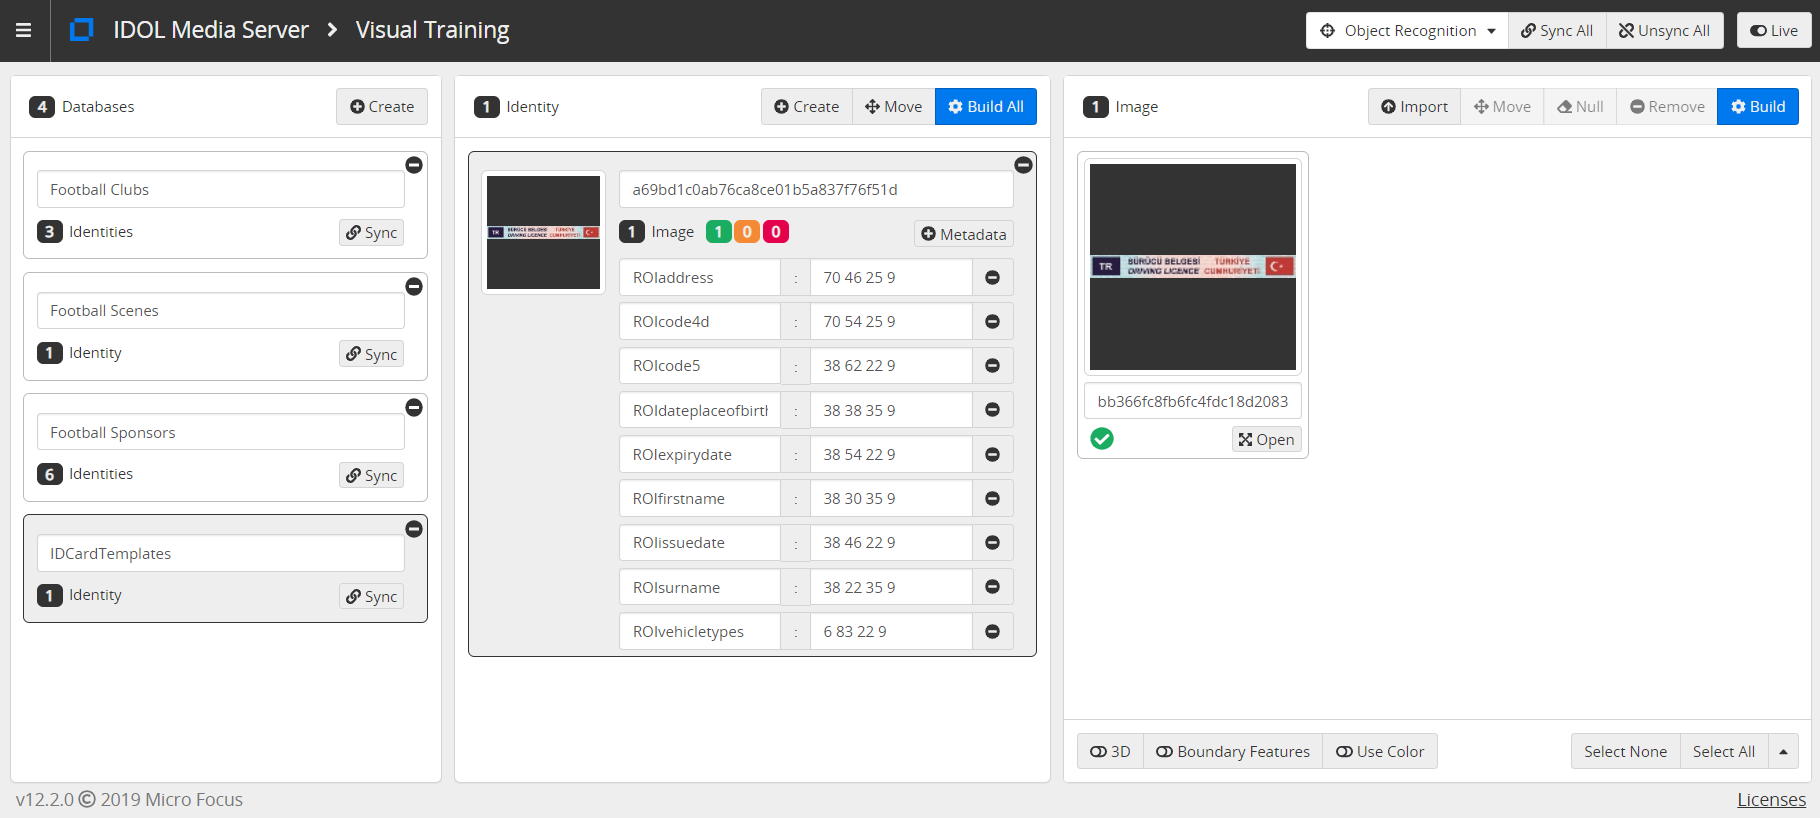 IDOL Media Server > Visual Training
Object Recognition
Sync All
Unsync All
Live
4 Databases
Create
Football Clubs
3 Identities
Sync
Football Scenes
1 Identity
Sync
Football Sponsors
6 Identities
Sync
IDCardTemplates
1 Identity
Sync
1 Identity
Create
Move
Build All
TR SÜRÜCÜ BELGESİ TÜRKİYE
DRIVING LICENCE CUMHURİYETİ
a69bd1c0ab76ca8ce01b5a837f76f51d
1 Image 1 0 0
Metadata
ROIaddress : 70 46 25 9
ROIcode4d : 70 54 25 9
ROIcode5 : 38 62 22 9
ROIdateplaceofbirth : 38 38 35 9
ROIexpirydate : 38 54 22 9
ROIfirstname : 38 30 35 9
ROIissuedate : 38 46 22 9
ROIsurname : 38 22 35 9
ROIvehicletypes : 6 83 22 9
1 Image
Import
Move
Null
Remove
Build
TR SÜRÜCÜ BELGESİ TÜRKİYE
DRIVING LICENCE CUMHURİYETİ
bb366fc8fb6fc4fdc18d2083
Open
3D
Boundary Features
Use Color
Select None
Select All
v12.2.0 © 2019 Micro Focus
Licenses